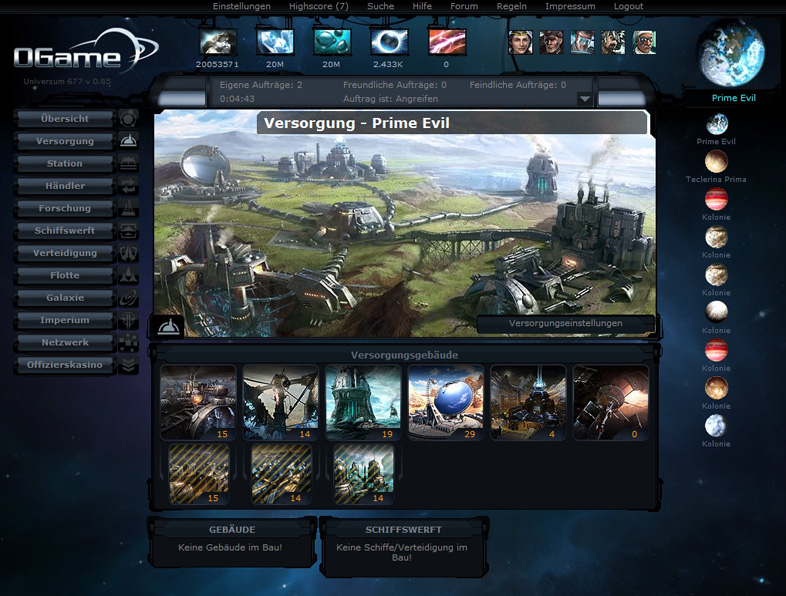 Einstellungen Highscore (7) Suche Hilfe Forum Regeln Impressum Logout
OGame
Universum 677 v 0.85
20053571 20M 20M 2.433K 0
Eigene Aufträge: 2 Freundliche Aufträge: 0 Feindliche Aufträge: 0
0:04:43 Auftrag ist: Angreifen
Prime Evil
Übersicht
Versorgung
Station
Händler
Forschung
Schiffswerft
Verteidigung
Flotte
Galaxie
Imperium
Netzwerk
Offizierskasino
Versorgung - Prime Evil
Versorgungseinstellungen
Versorgungsgebäude
15 14 19 29 4 0
15 14 14
GEBÄUDE
Keine Gebäude im Bau!
SCHIFFSWERFT
Keine Schiffe/Verteidigung im
Bau!
Prime Evil
Teclerina Prima
Kolonie
Kolonie
Kolonie
Kolonie
Kolonie
Kolonie
Kolonie